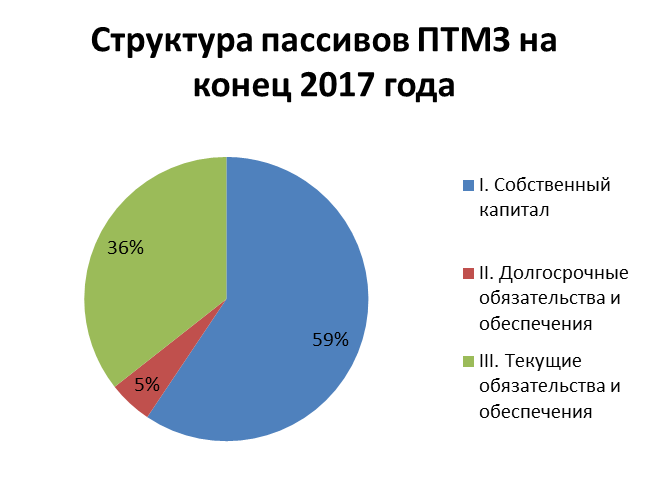 Структура пассивов ПТМЗ на
конец 2017 года
36%
59%
5%
I. Собственный
капитал
II. Долгосрочные
обязательства и
обеспечения
III. Текущие
обязательства и
обеспечения